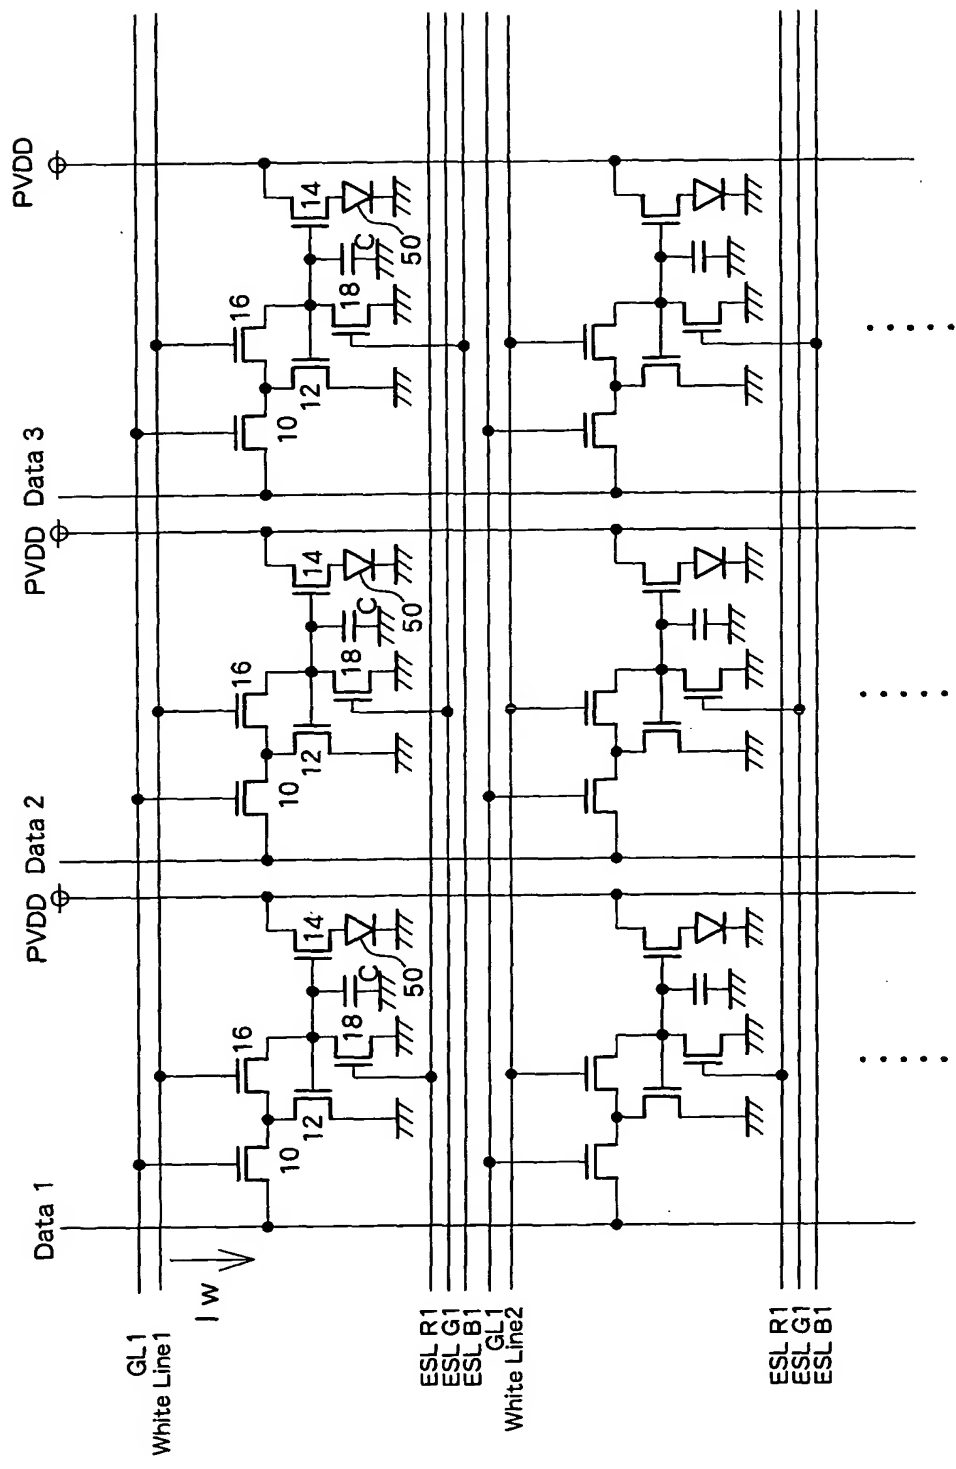 PVDD
PVDD
PVDD
Data 3
Data 2
Data 1
16
14
C
50
18
12
10
16
14
C
50
18
12
10
16
14
C
50
18
12
10
I W
GL1
White Line1
ESL R1
ESL G1
ESL B1
GL1
White Line2
ESL R1
ESL G1
ESL B1